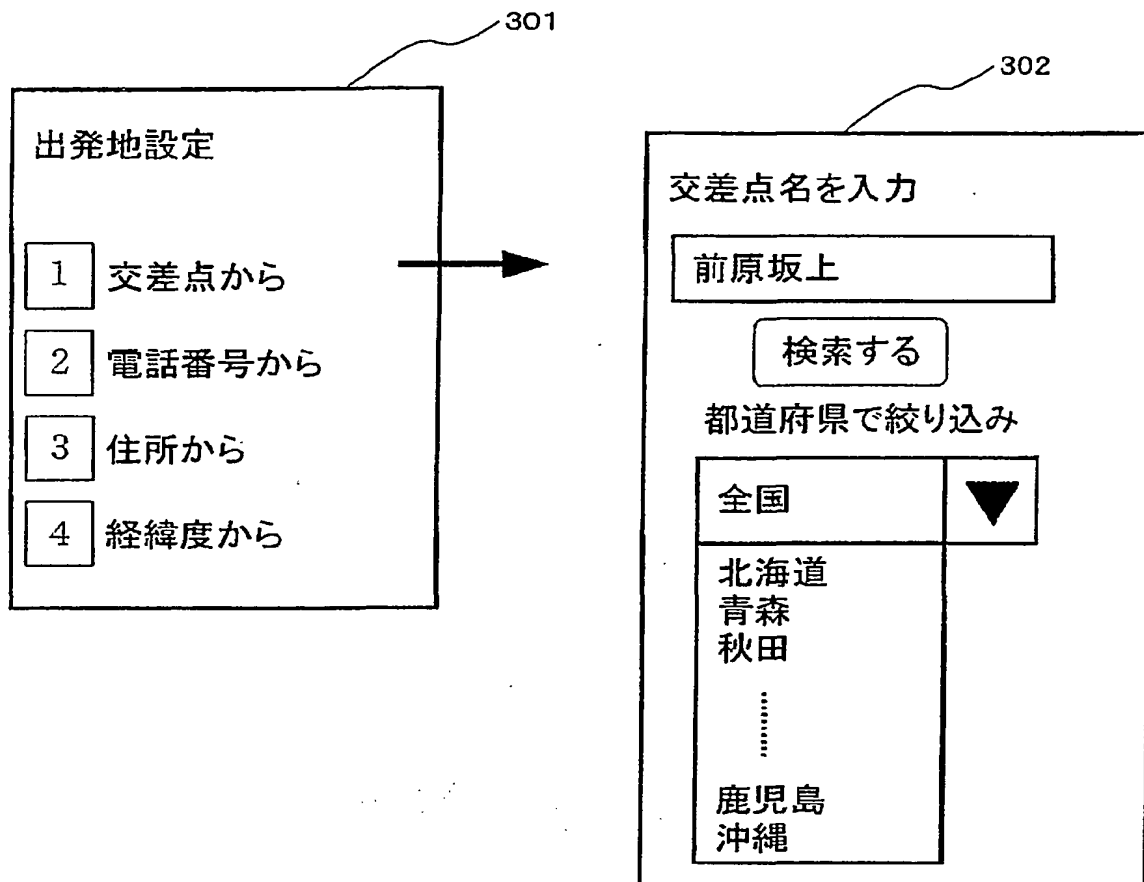 301
出発地設定
1 交差点から
2 電話番号から
3 住所から
4 経緯度から
302
交差点名を入力
前原坂上
検索する
都道府県で絞り込み
全国 ▼
北海道
青森
秋田
鹿児島
沖縄